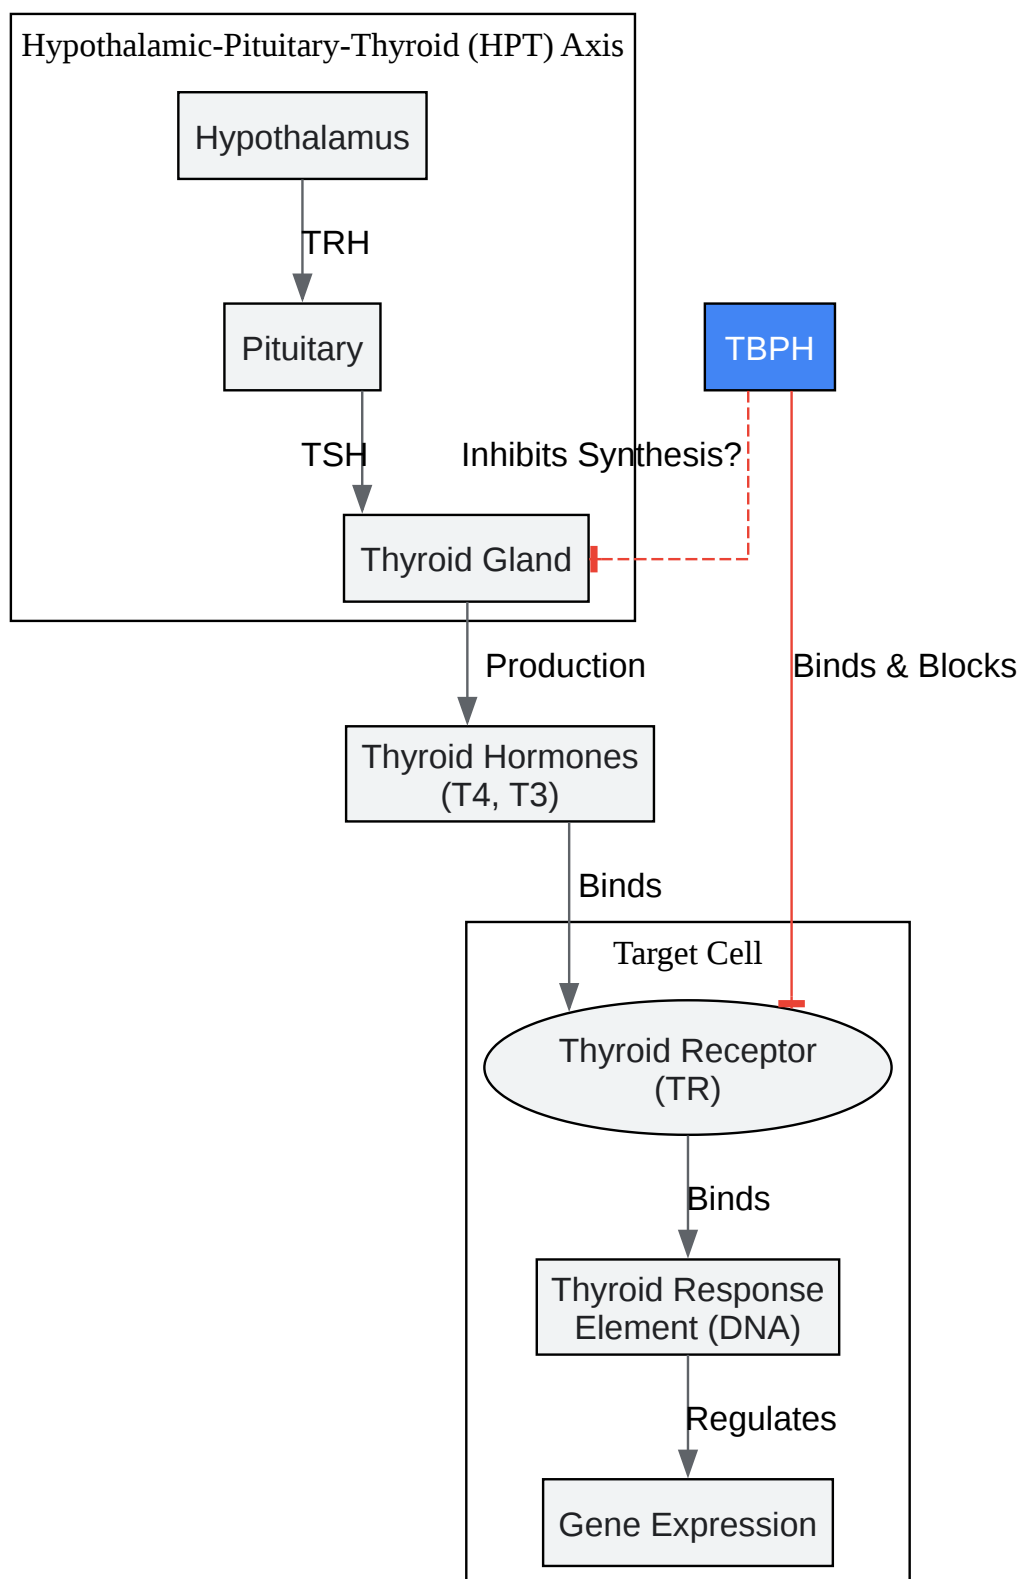 Hypothalamic-Pituitary-Thyroid (HPT) Axis
Hypothalamus
TRH
Pituitary
TBPH
TSH
Inhibits Synthesis?
Thyroid Gland
Production
Binds & Blocks
Thyroid Hormones
(T4, T3)
Binds
Target Cell
Thyroid Receptor
(TR)
Binds
Thyroid Response
Element (DNA)
Regulates
Gene Expression